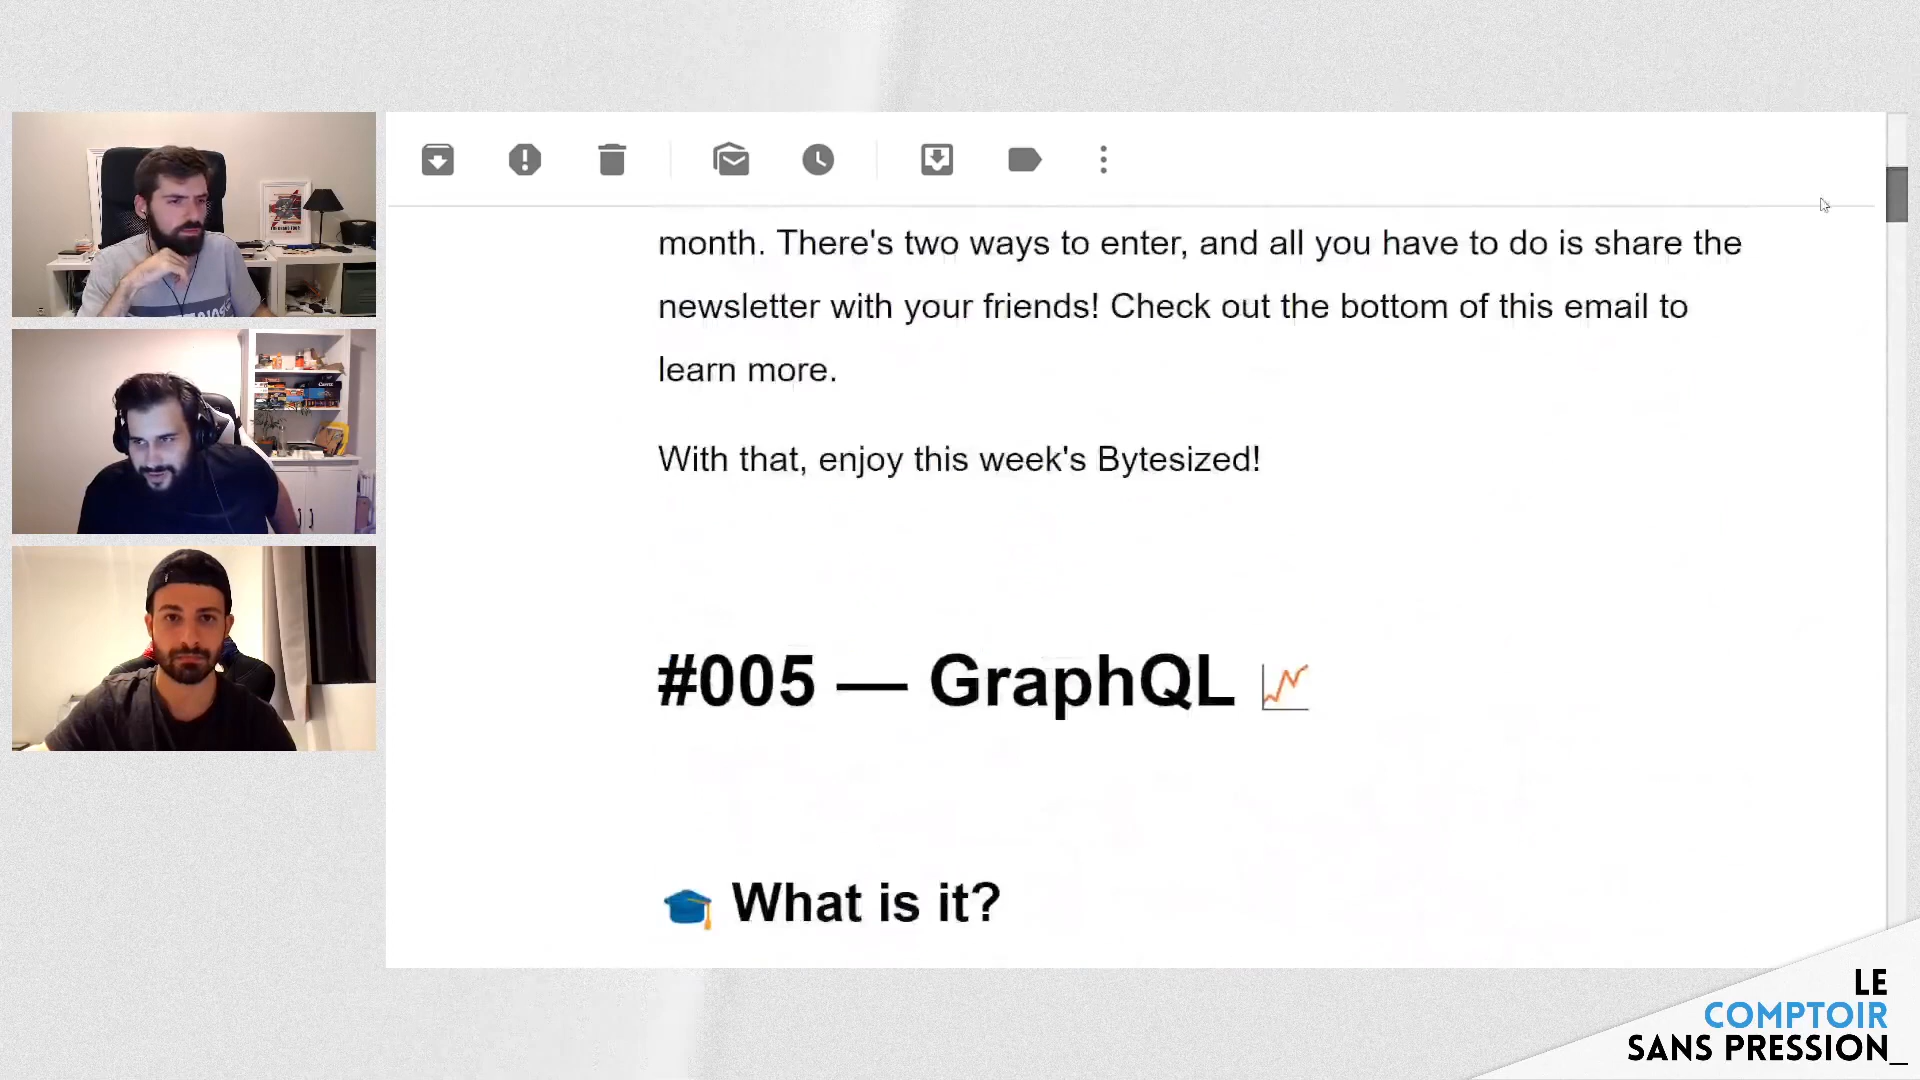 month. There's two ways to enter, and all you have to do is share the
newsletter with your friends! Check out the bottom of this email to
learn more.
With that, enjoy this week's Bytesized!
#005 — GraphQL 📈
🎓 What is it?
LE
COMPTOIR
SANS PRESSION_